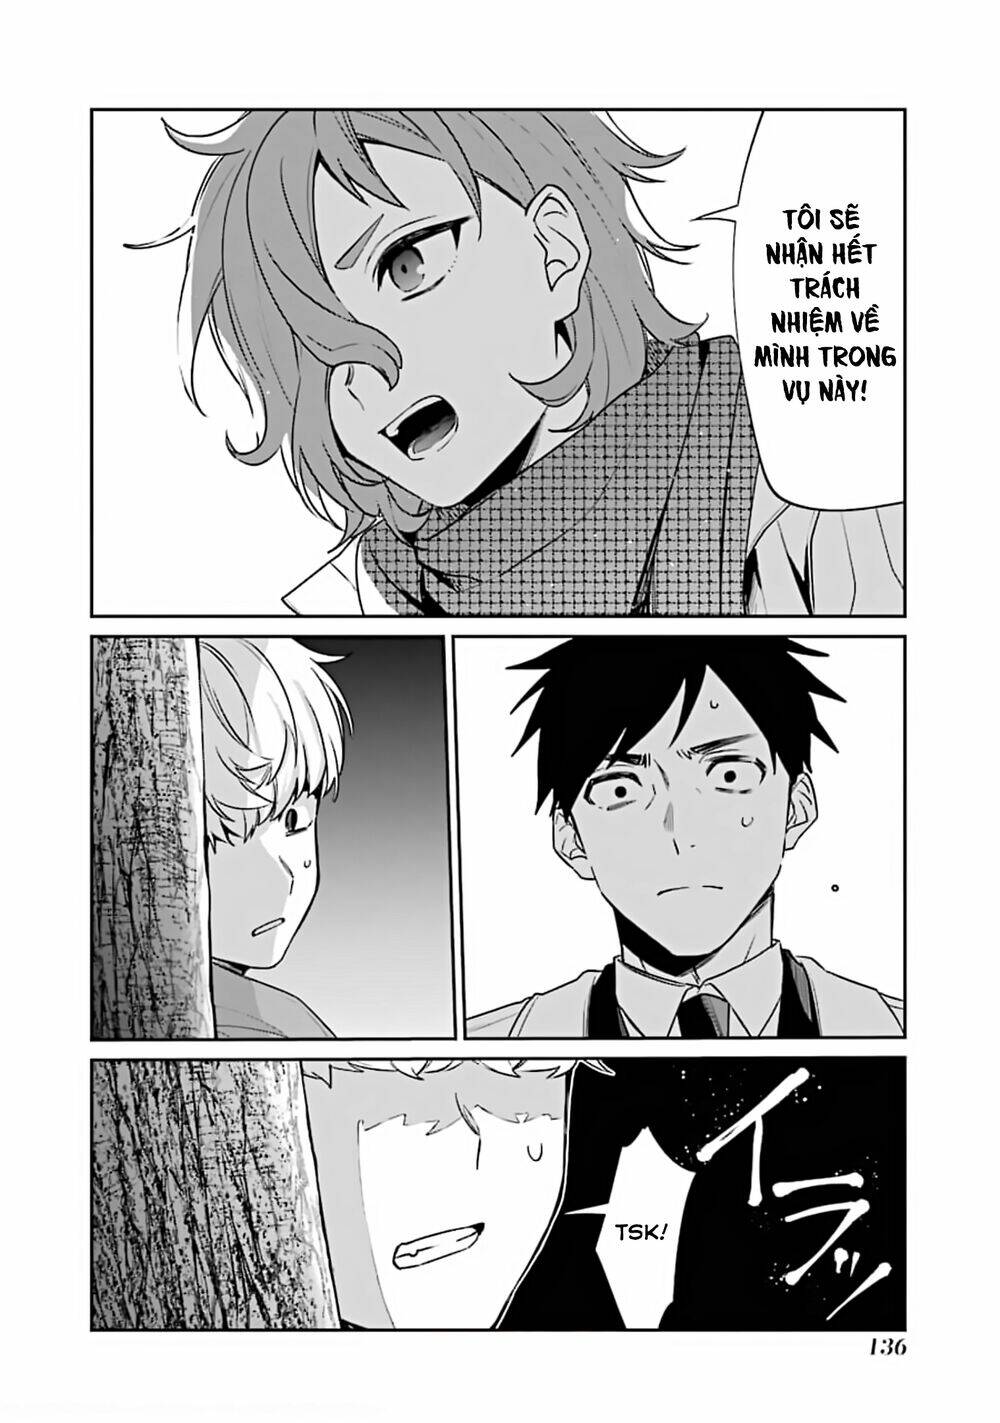 TÔI SẼ
NHẬN HẾT
TRÁCH
NHIỆM VỀ
MÌNH TRONG
VỤ NÀY!
TSK!
イラッ
136